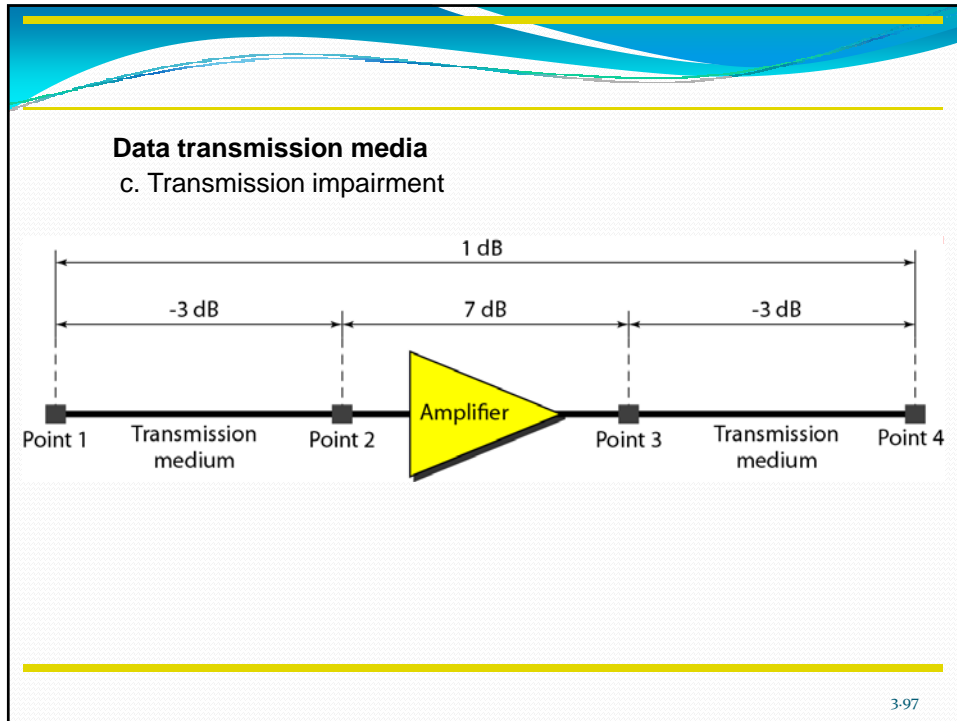 Data transmission media
c. Transmission impairment
1 dB
-3 dB 7 dB -3 dB
Amplifier
Point 1 Transmission medium Point 2 Point 3 Transmission medium Point 4
3.97